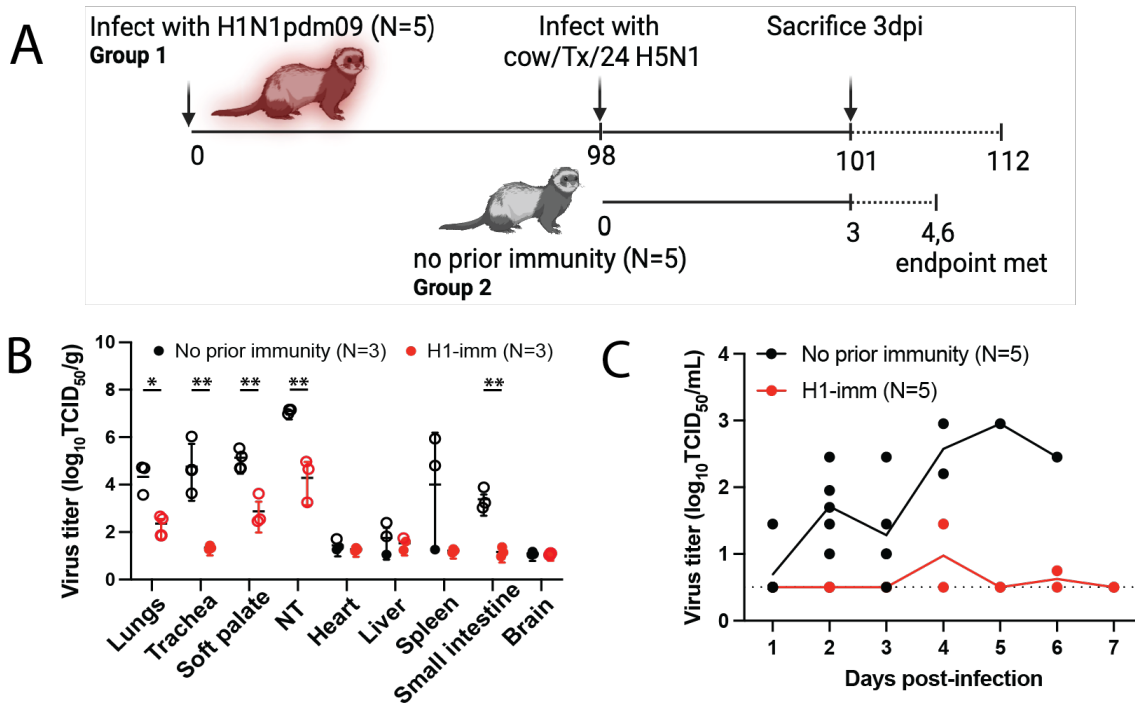 A
Infect with H1N1pdm09 (N=5)
Group 1
Infect with
cow/Tx/24 H5N1
Sacrifice 3dpi
0
98
101
112
0
3
4,6
no prior immunity (N=5)
Group 2
endpoint met
B
Virus titer (log10TCID50/g)
10
8
6
4
2
0
No prior immunity (N=3)
H1-imm (N=3)
*
**
**
**
**
Lungs
Trachea
Soft palate
NT
Heart
Liver
Spleen
Small intestine
Brain
C
Virus titer (log10TCID50/mL)
4
3
2
1
0
No prior immunity (N=5)
H1-imm (N=5)
1
2
3
4
5
6
7
Days post-infection